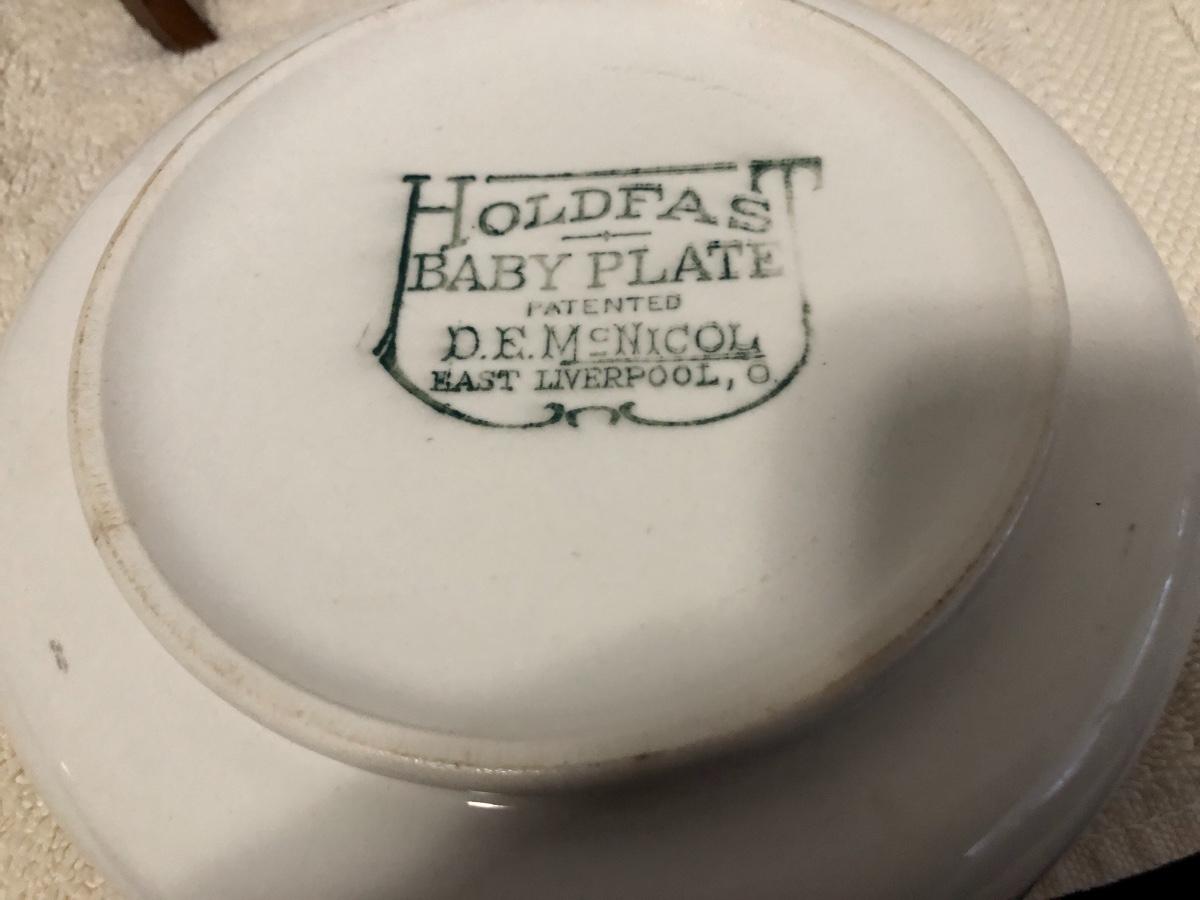 HOLDFAST
BABY PLATE
PATENTED
D.E. McNICOL
EAST LIVERPOOL, O.